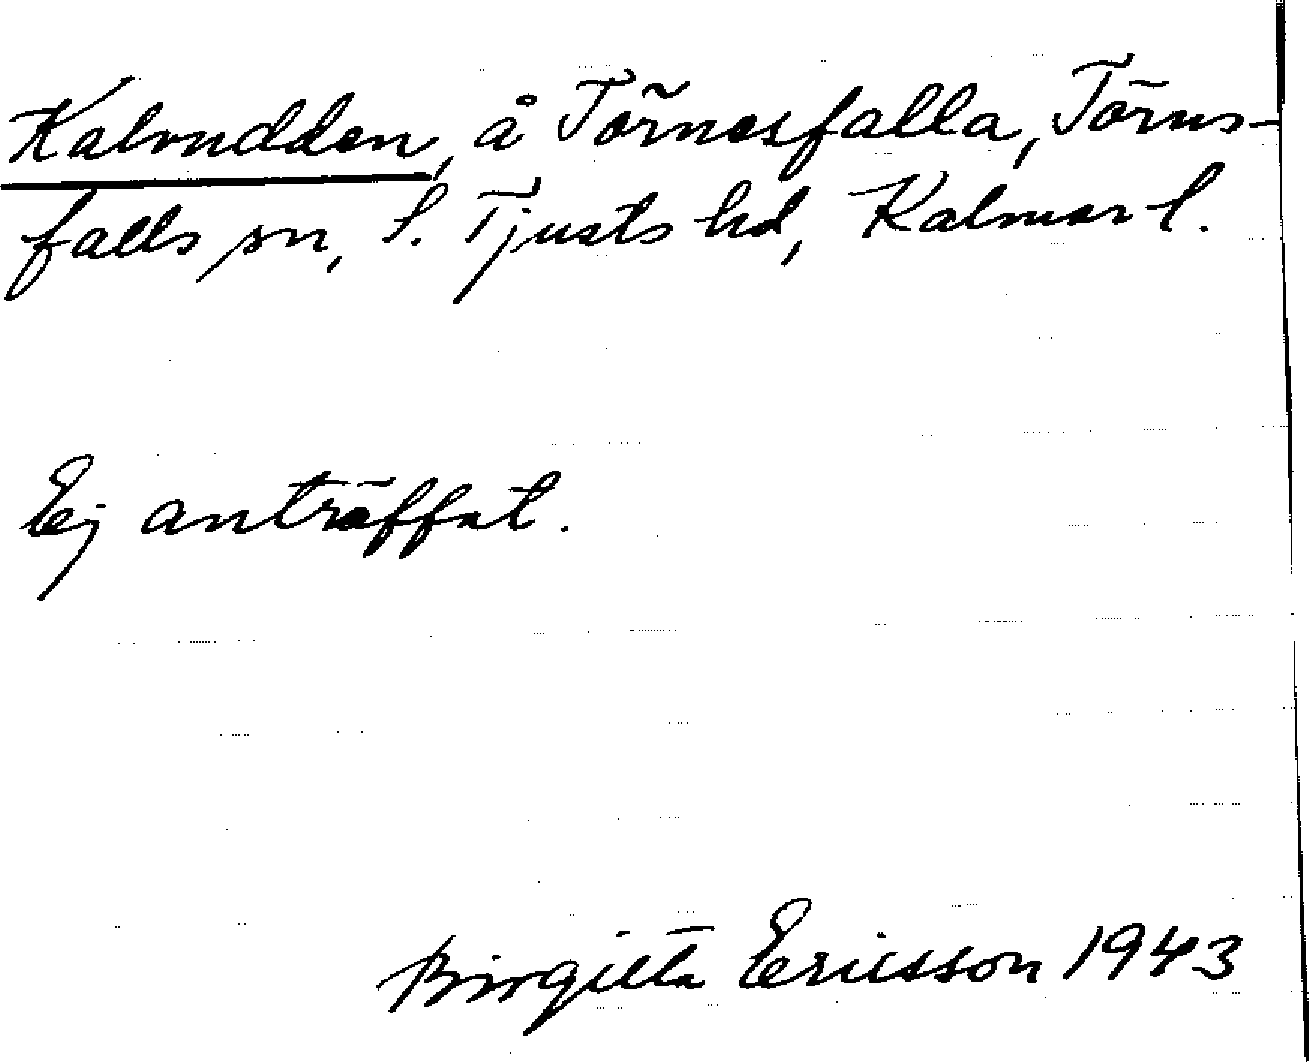 Kalvudden, å Törnesfalla, Törns-
falls sn, S. Tjusts hd, Kalmar l.
Ej anträffat.
Birgitta Ericsson 1943